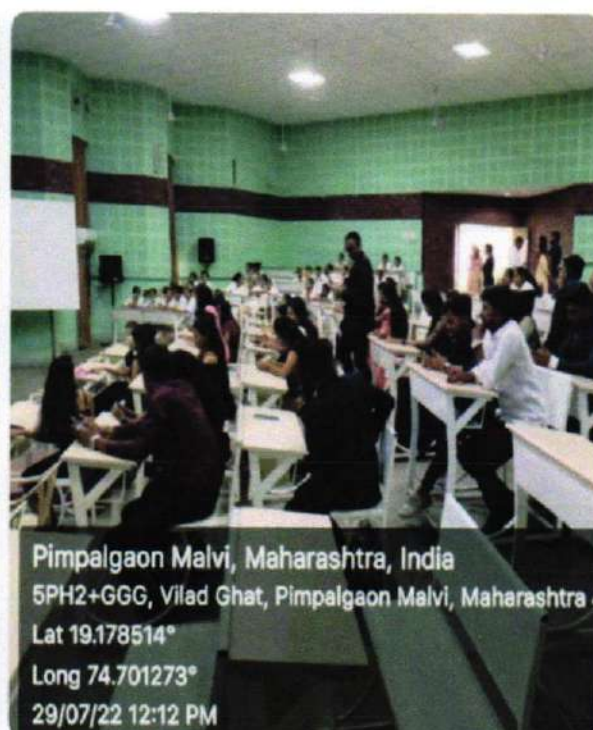 Pimpalgaon Malvi, Maharashtra, India
5PH2+GGG, Vilad Ghat, Pimpalgaon Malvi, Maharashtra
Lat 19.178514°
Long 74.701273°
29/07/22 12:12 PM